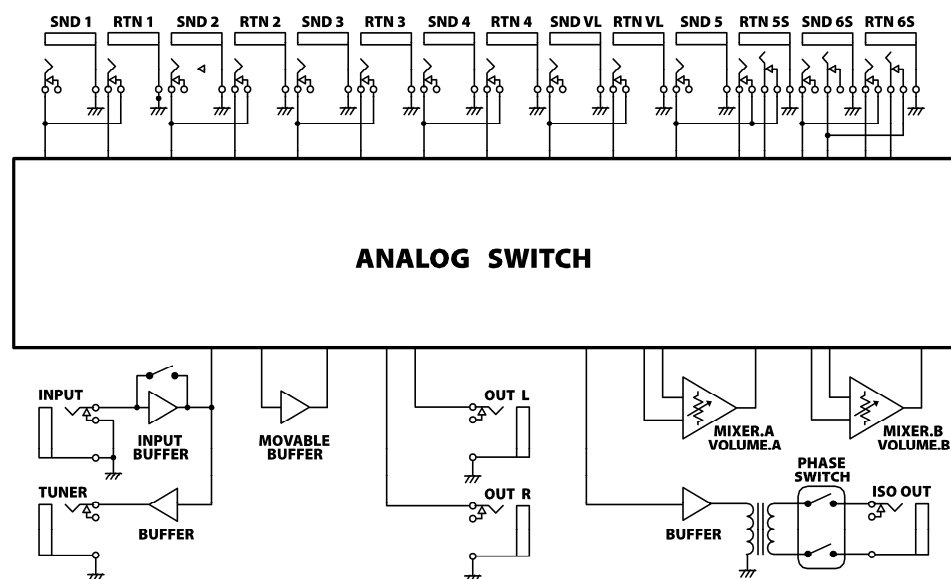 SND 1 RTN 1 SND 2 RTN 2 SND 3 RTN 3 SND 4 RTN 4 SND VL RTN VL SND 5 RTN 5S SND 6S RTN 6S
ANALOG SWITCH
INPUT
INPUT
BUFFER
MOVABLE
BUFFER
OUT L
MIXER.A
VOLUME.A
MIXER.B
VOLUME.B
TUNER
BUFFER
OUT R
BUFFER
PHASE
SWITCH
ISO OUT